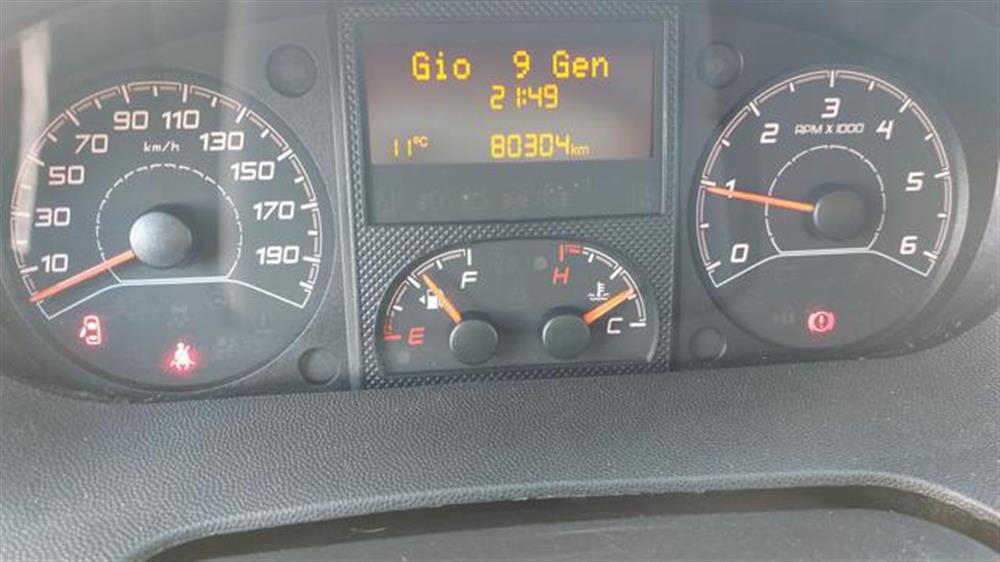 Gio 9 Gen
21:49
11°C 80304km
10 30 50 70 90 110 130 150 170 190
km/h
E F
H C
0 1 2 3 4 5 6
RPM X 1000